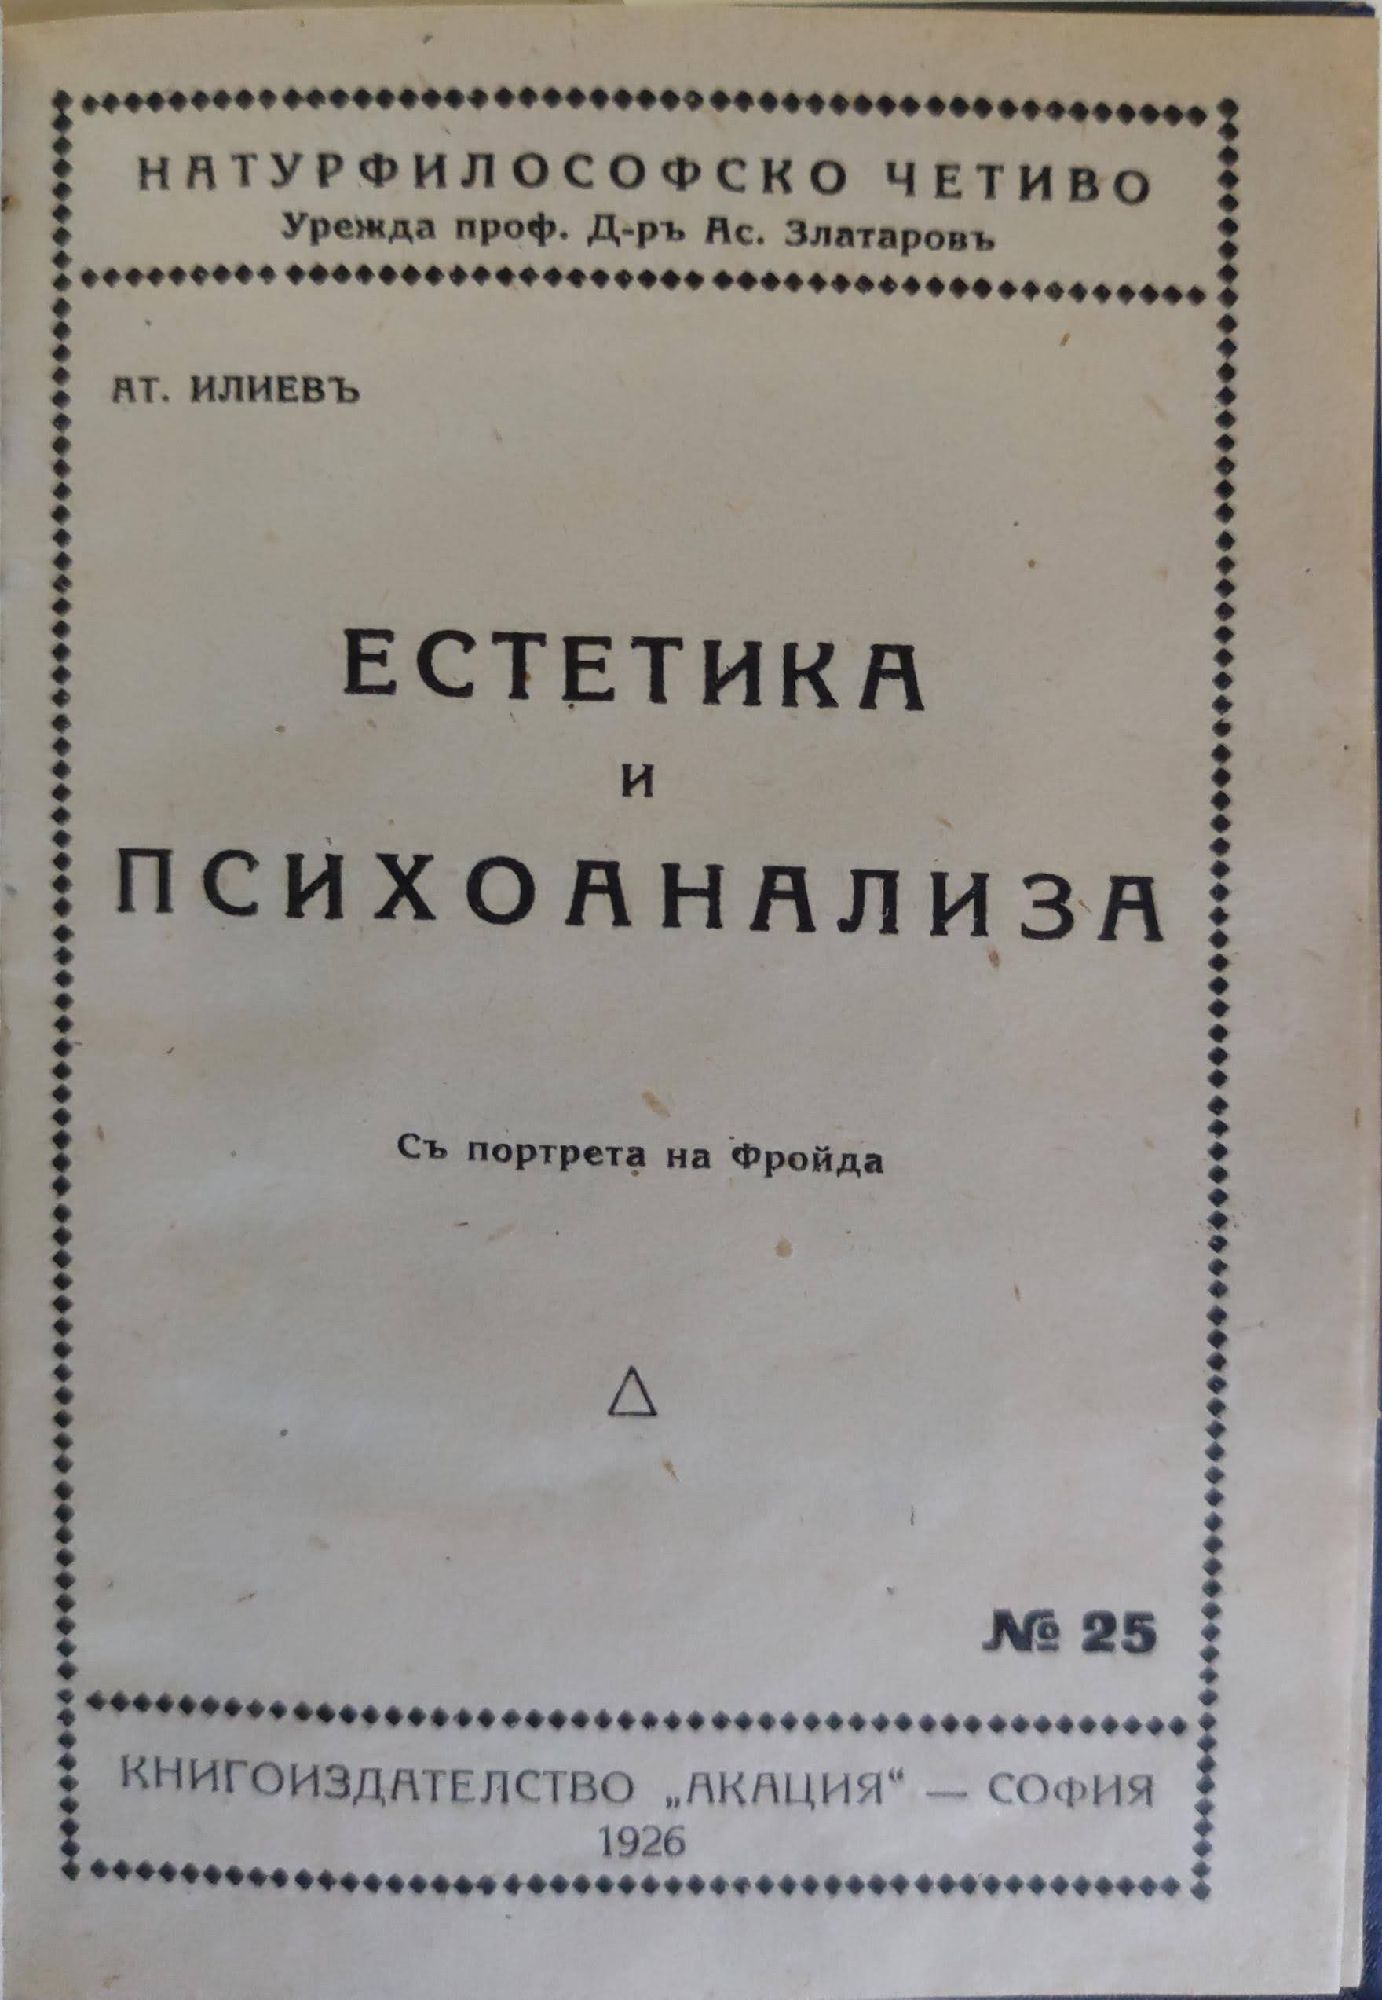 НАТУРФИЛОСОФСКО ЧЕТИВО
Урежда проф. Д-ръ Ас. Златаровъ
АТ. ИЛИЕВЪ
ЕСТЕТИКА
И
ПСИХОАНАЛИЗА
Съ портрета на Фройда
№ 25
КНИГОИЗДАТЕЛСТВО „АКАЦИЯ“ — СОФИЯ
1926